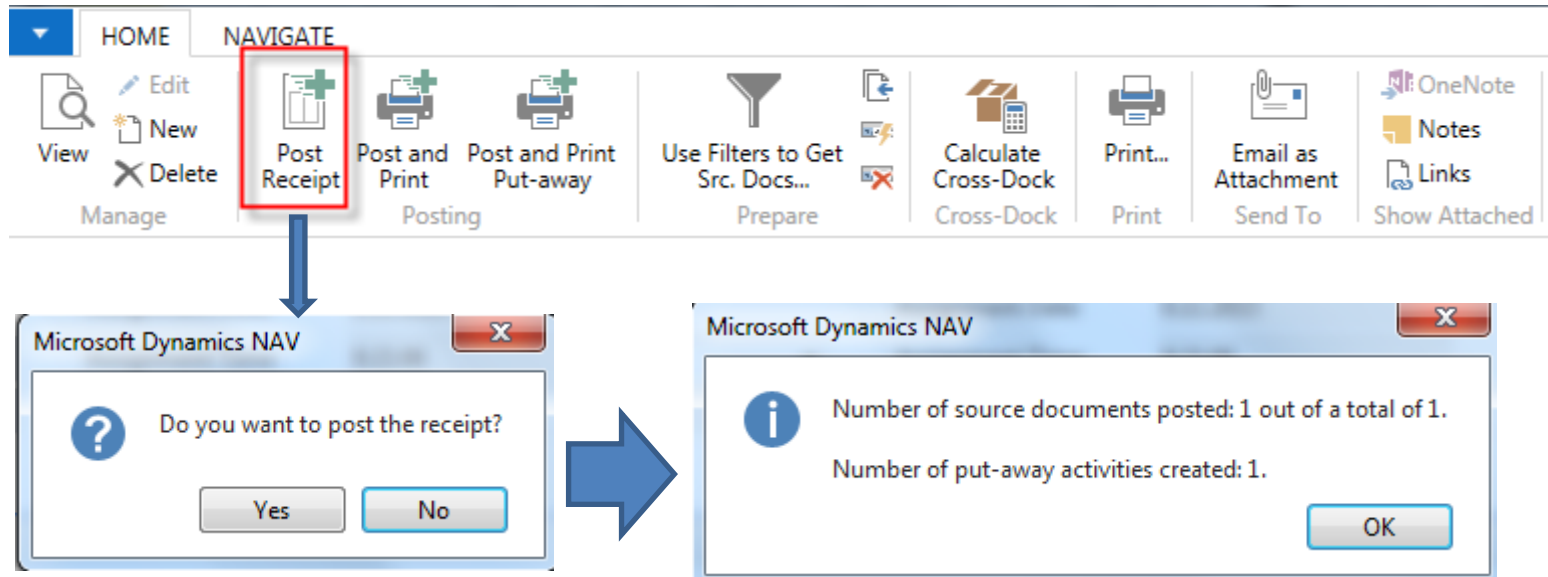 HOME NAVIGATE
View
Edit
New
Delete
Manage
Post
Receipt
Post and
Print
Post and Print
Put-away
Posting
Use Filters to Get
Src. Docs...
Prepare
Calculate
Cross-Dock
Cross-Dock
Print...
Print
Email as
Attachment
Send To
OneNote
Notes
Links
Show Attached
Microsoft Dynamics NAV
Do you want to post the receipt?
Yes No
Microsoft Dynamics NAV
Number of source documents posted: 1 out of a total of 1.
Number of put-away activities created: 1.
OK